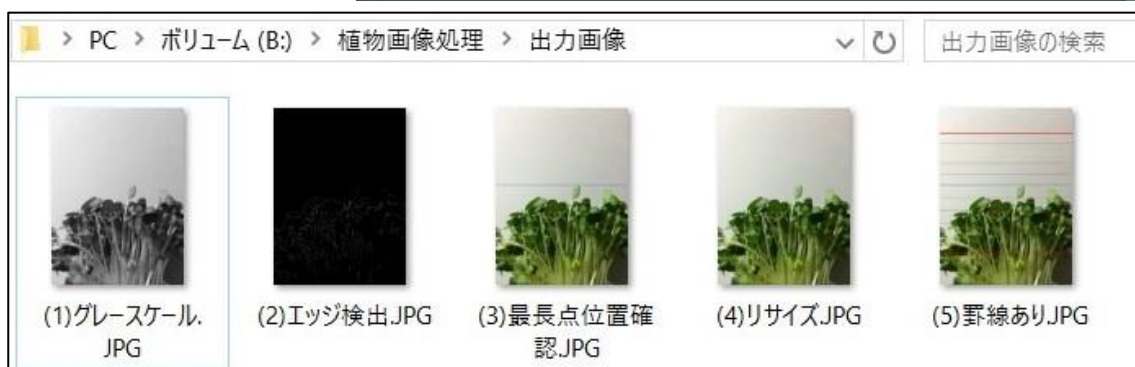 > PC > ボリューム (B:) > 植物画像処理 > 出力画像
出力画像の検索
(1)グレースケール.
JPG
(2)エッジ検出.JPG
(3)最長点位置確
認.JPG
(4)リサイズ.JPG
(5)罫線あり.JPG